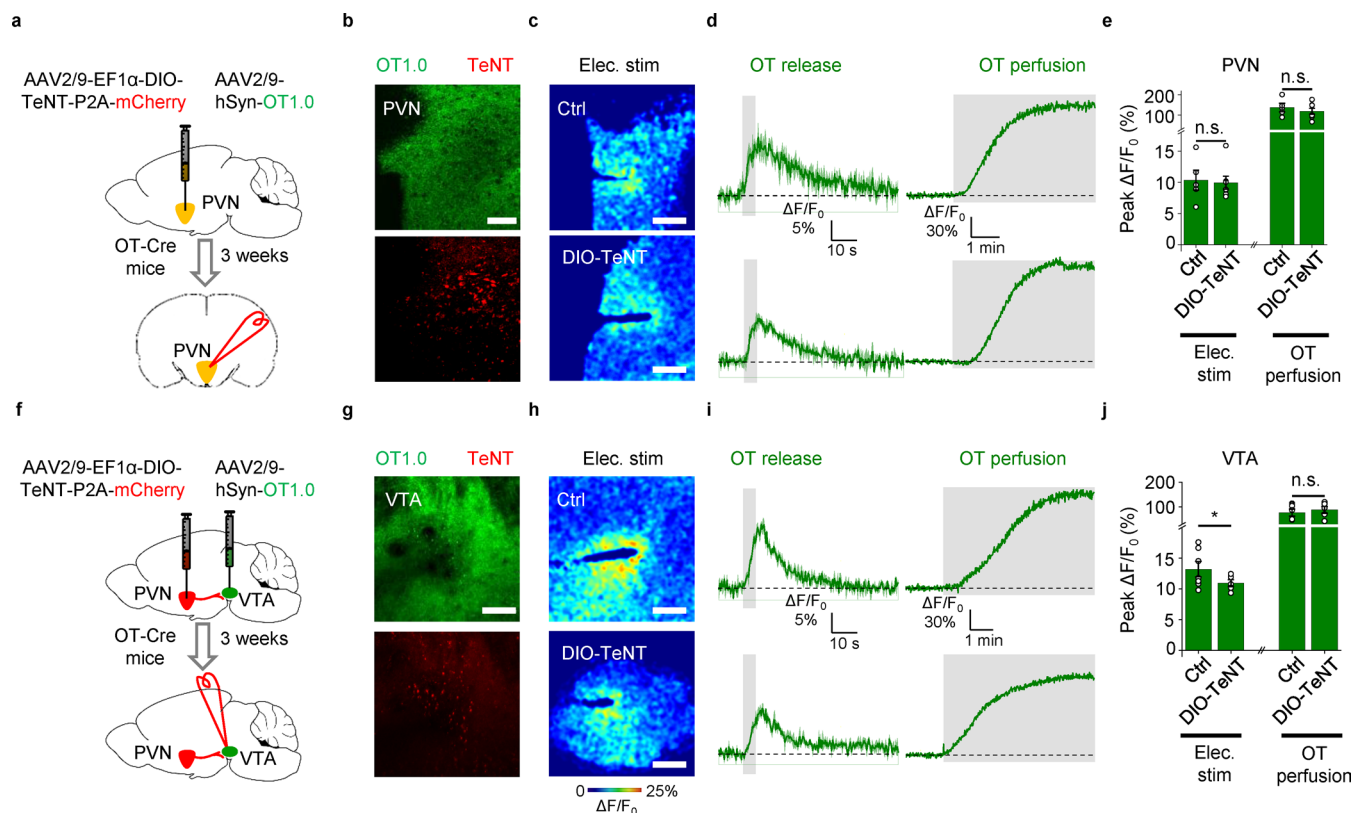 a
AAV2/9-EF1α-DIO-
TeNT-P2A-mCherry
AAV2/9-
hSyn-OT1.0
PVN
OT-Cre
mice
3 weeks
PVN
b
OT1.0 TeNT
PVN
c
Elec. stim
Ctrl
DIO-TeNT
d
OT release
OT perfusion
ΔF/F0
5%
10 s
ΔF/F0
30%
1 min
e
PVN
Peak ΔF/F0 (%)
200
100
15
10
5
0
n.s.
n.s.
Ctrl
DIO-TeNT
Ctrl
DIO-TeNT
Elec.
stim
OT
perfusion
f
AAV2/9-EF1α-DIO-
TeNT-P2A-mCherry
AAV2/9-
hSyn-OT1.0
PVN
VTA
OT-Cre
mice
3 weeks
PVN
VTA
g
OT1.0 TeNT
VTA
h
Elec. stim
Ctrl
DIO-TeNT
0 25%
ΔF/F0
i
OT release
OT perfusion
ΔF/F0
5%
10 s
ΔF/F0
30%
1 min
j
VTA
Peak ΔF/F0 (%)
200
100
15
10
5
0
*
n.s.
Ctrl
DIO-TeNT
Ctrl
DIO-TeNT
Elec.
stim
OT
perfusion